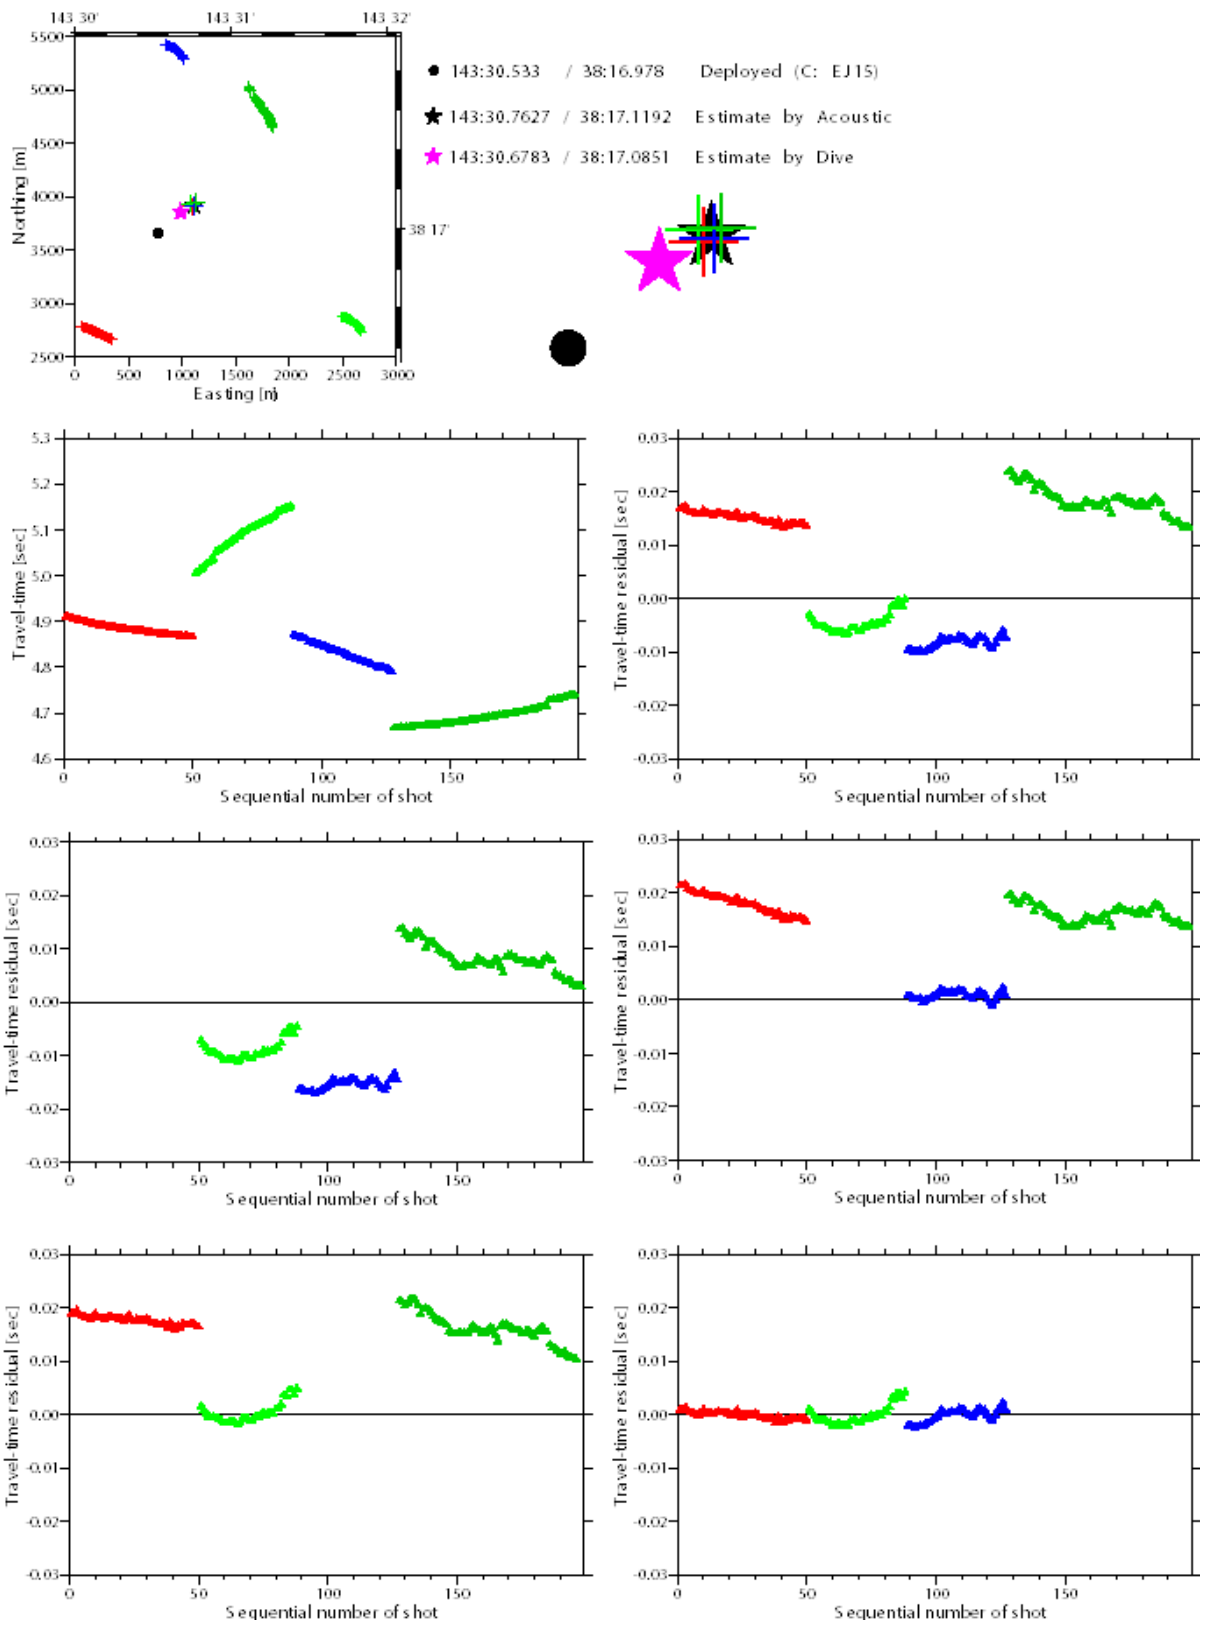 143 30' 143 31' 143 32'
5500
5000
4500
4000
3500
3000
2500
Northing [m]
38 17'
0 500 1000 1500 2000 2500 3000
Easting [m]
143:30.533 / 38:16.978 Deployed (C: EJ15)
143:30.7627 / 38:17.1192 Estimate by Acoustic
143:30.6783 / 38:17.0851 Estimate by Dive
5.3
5.2
5.1
5.0
4.9
4.8
4.7
4.6
Travel-time [sec]
0 50 100 150
Sequential number of shot
0.03
0.02
0.01
0.00
-0.01
-0.02
-0.03
Travel-time residual [sec]
0 50 100 150
Sequential number of shot
0.03
0.02
0.01
0.00
-0.01
-0.02
-0.03
Travel-time residual [sec]
0 50 100 150
Sequential number of shot
0.03
0.02
0.01
0.00
-0.01
-0.02
-0.03
Travel-time residual [sec]
0 50 100 150
Sequential number of shot
0.03
0.02
0.01
0.00
-0.01
-0.02
-0.03
Travel-time residual [sec]
0 50 100 150
Sequential number of shot
0.03
0.02
0.01
0.00
-0.01
-0.02
-0.03
Travel-time residual [sec]
0 50 100 150
Sequential number of shot